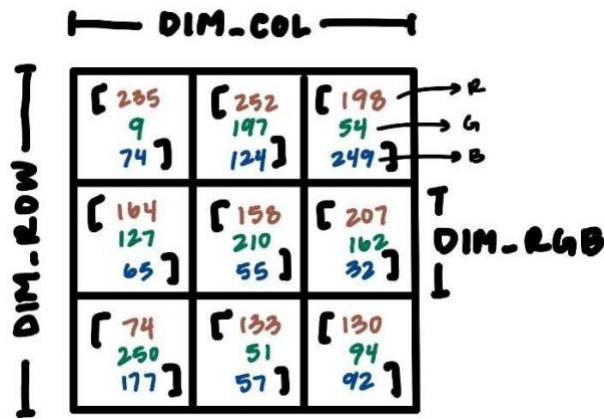 DIM_COL
DIM_ROW
[235 [252 [198 → R
9 197 54 → G
74] 124] 249] → B
[164 [158 [207
127 210 162
65] 55] 32]
DIM_RGB
[74 [133 [130
250 51 94
177] 57] 92]